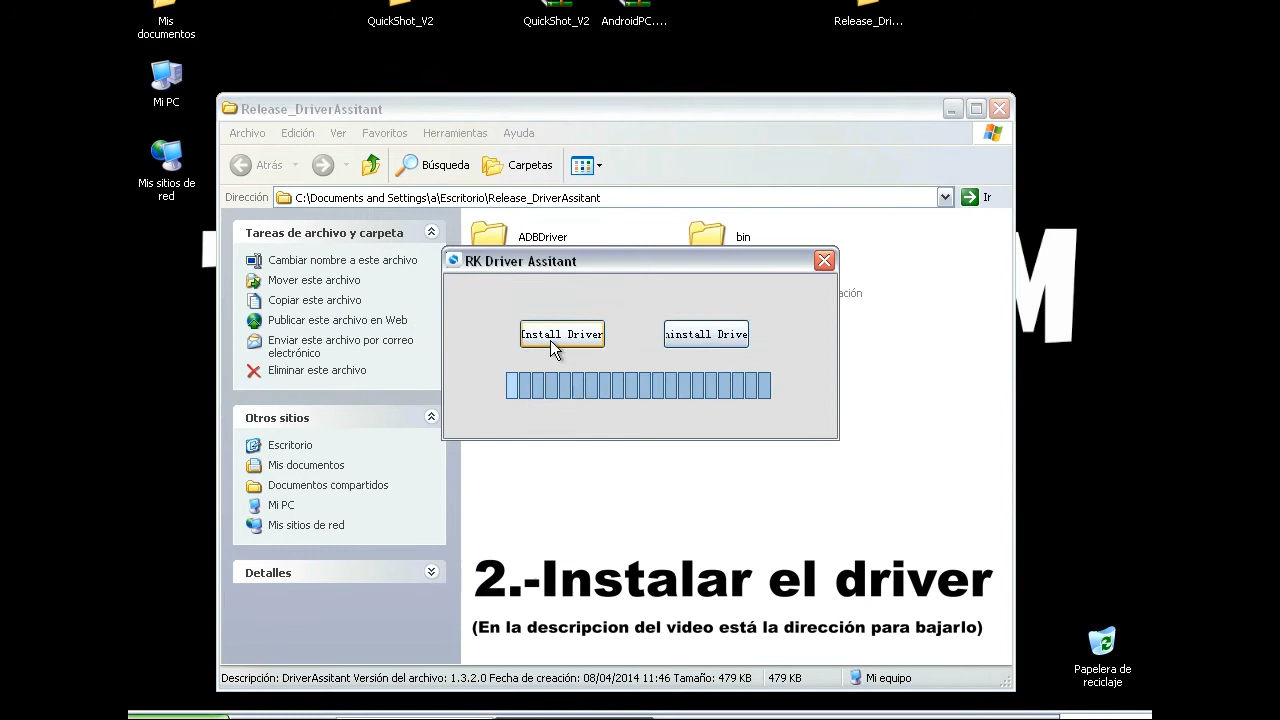 Mis
documentos
QuickShot_V2
QuickShot_V2
AndroidPC....
Release_Dri...
Mi PC
Mis sitios de
red
Release_DriverAssitant
Archivo Edición Ver Favoritos Herramientas Ayuda
Atrás Búsqueda Carpetas
Dirección C:\Documents and Settings\a\Escritorio\Release_DriverAssitant Ir
Tareas de archivo y carpeta
Cambiar nombre a este archivo
Mover este archivo
Copiar este archivo
Publicar este archivo en Web
Enviar este archivo por correo
electrónico
Eliminar este archivo
Otros sitios
Escritorio
Mis documentos
Documentos compartidos
Mi PC
Mis sitios de red
Detalles
ADBDriver
bin
ación
RK Driver Assitant
Install Driver
ninstall Drive
M
2.-Instalar el driver
(En la descripcion del video está la dirección para bajarlo)
Descripción: DriverAssitant Versión del archivo: 1.3.2.0 Fecha de creación: 08/04/2014 11:46 Tamaño: 479 KB 479 KB Mi equipo
Papelera de
reciclaje